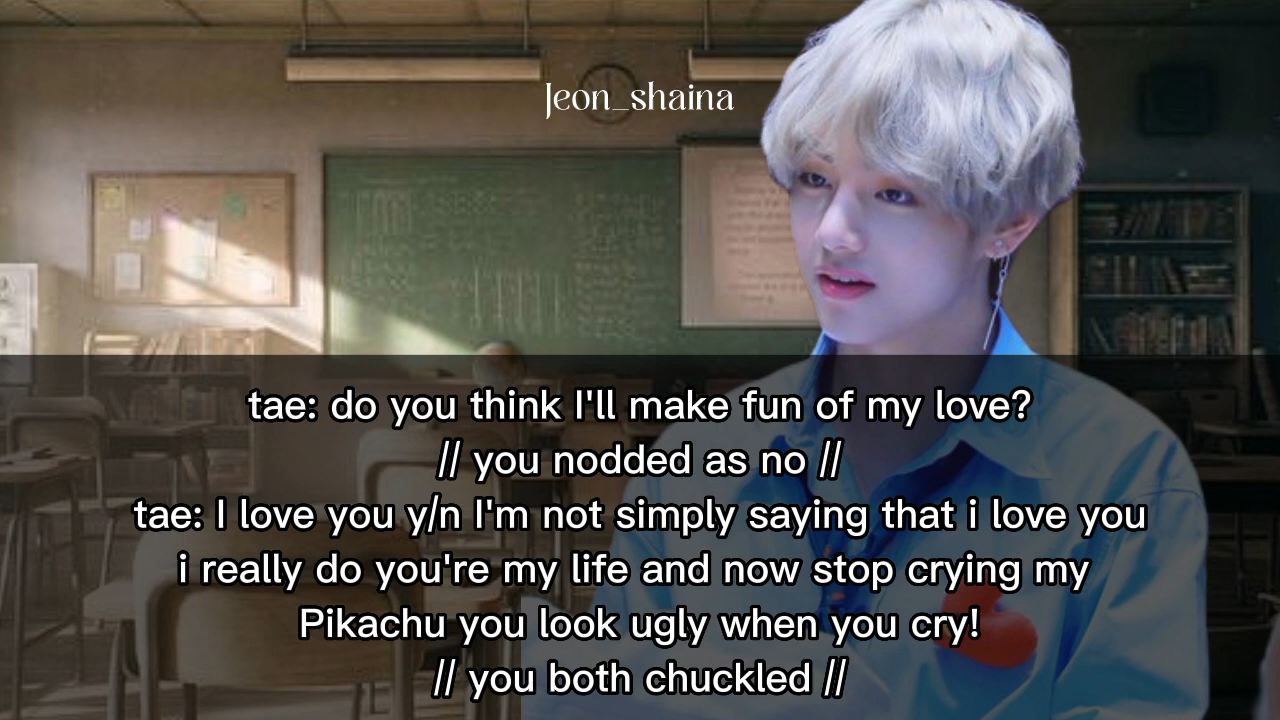 Jeon_shaina
tae: do you think I'll make fun of my love?
// you nodded as no //
tae: I love you y/n I'm not simply saying that i love you
i really do you're my life and now stop crying my
Pikachu you look ugly when you cry!
// you both chuckled //